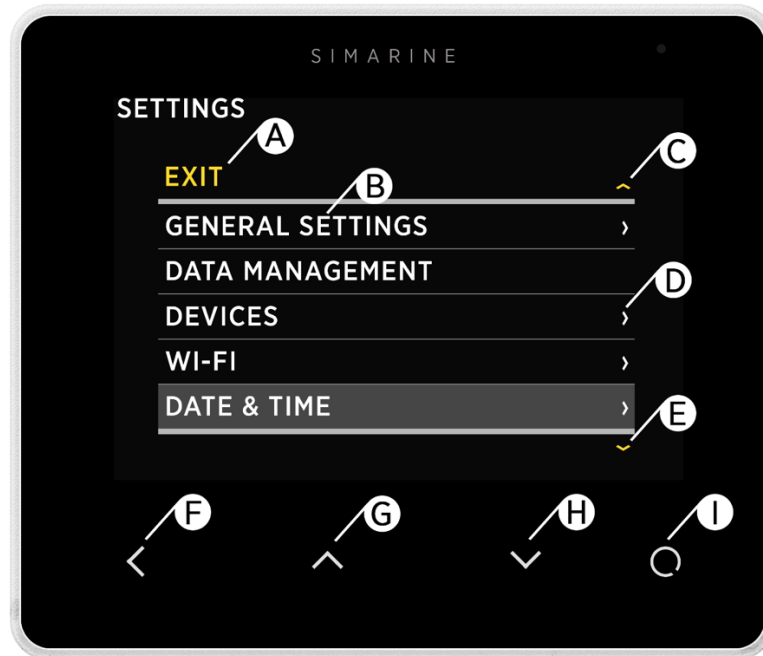 SIMARINE
SETTINGS
A
C
EXIT
B
GENERAL SETTINGS
DATA MANAGEMENT
D
DEVICES
WI-FI
DATE & TIME
E
F
G
H
I